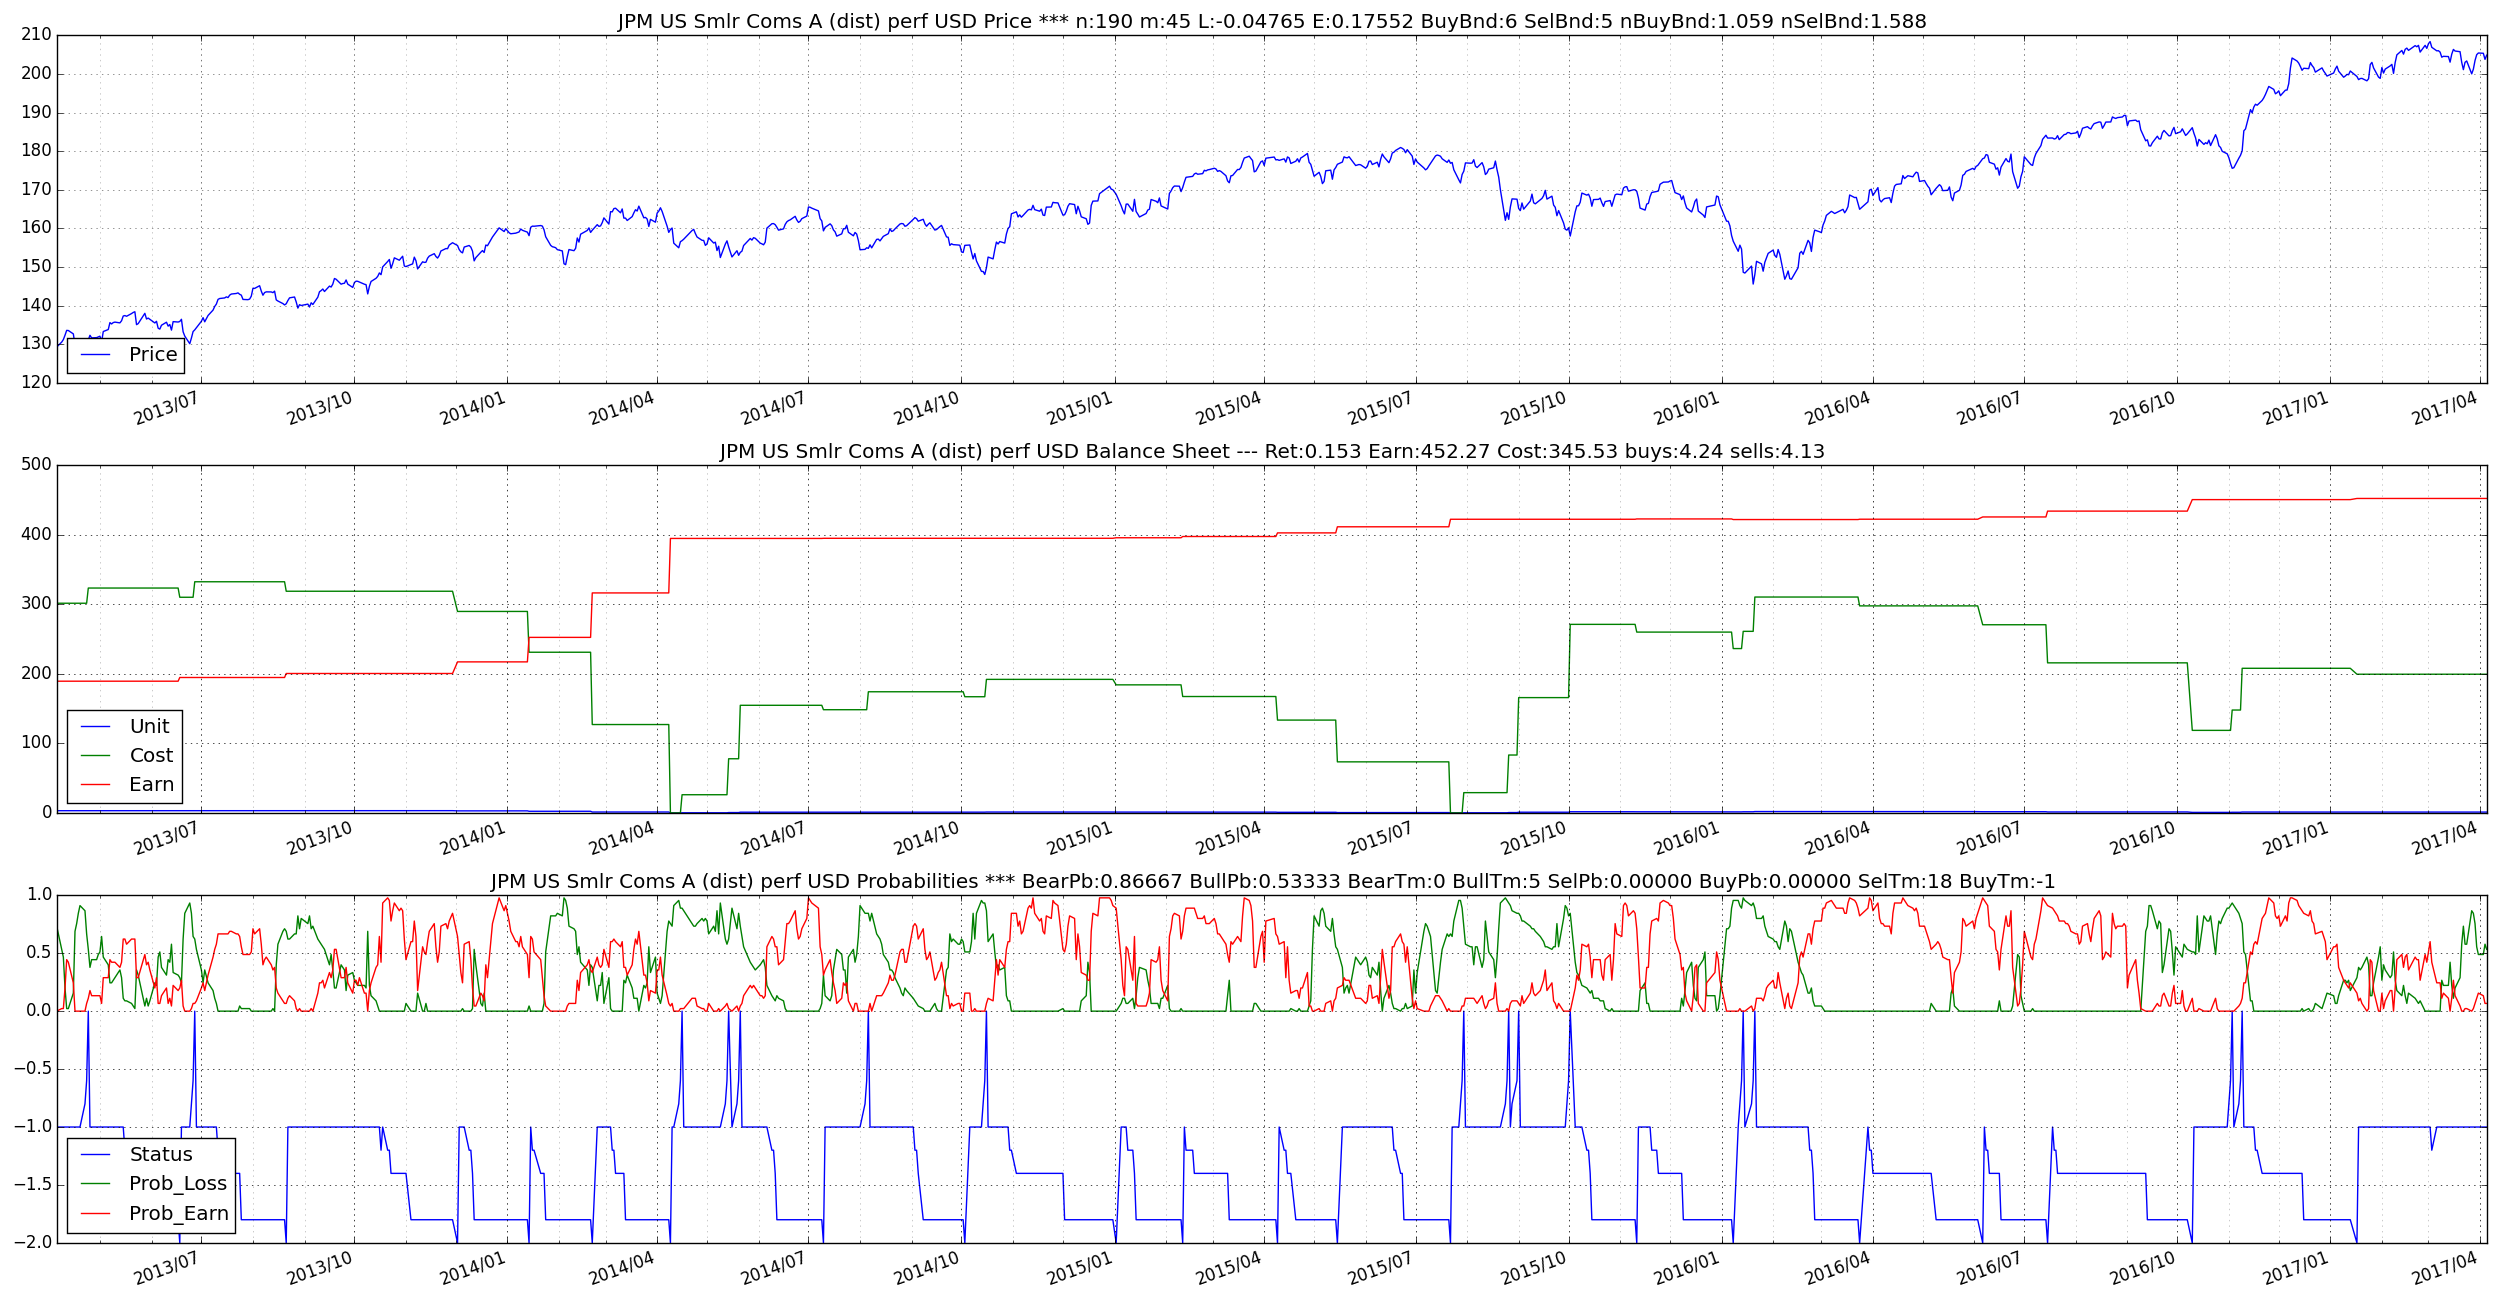 JPM US Smlr Coms A (dist) perf USD Price *** n:190 m:45 L:-0.04765 E:0.17552 BuyBnd:6 SelBnd:5 nBuyBnd:1.059 nSelBnd:1.588
210
200
190
180
170
160
150
140
130
120
Price
2013/07 2013/10 2014/01 2014/04 2014/07 2014/10 2015/01 2015/04 2015/07 2015/10 2016/01 2016/04 2016/07 2016/10 2017/01 2017/04
JPM US Smlr Coms A (dist) perf USD Balance Sheet --- Ret:0.153 Earn:452.27 Cost:345.53 buys:4.24 sells:4.13
500
400
300
200
100
0
Unit
Cost
Earn
2013/07 2013/10 2014/01 2014/04 2014/07 2014/10 2015/01 2015/04 2015/07 2015/10 2016/01 2016/04 2016/07 2016/10 2017/01 2017/04
JPM US Smlr Coms A (dist) perf USD Probabilities *** BearPb:0.86667 BullPb:0.53333 BearTm:0 BullTm:5 SelPb:0.00000 BuyPb:0.00000 SelTm:18 BuyTm:-1
1.0
0.5
0.0
−0.5
−1.0
−1.5
−2.0
Status
Prob_Loss
Prob_Earn
2013/07 2013/10 2014/01 2014/04 2014/07 2014/10 2015/01 2015/04 2015/07 2015/10 2016/01 2016/04 2016/07 2016/10 2017/01 2017/04